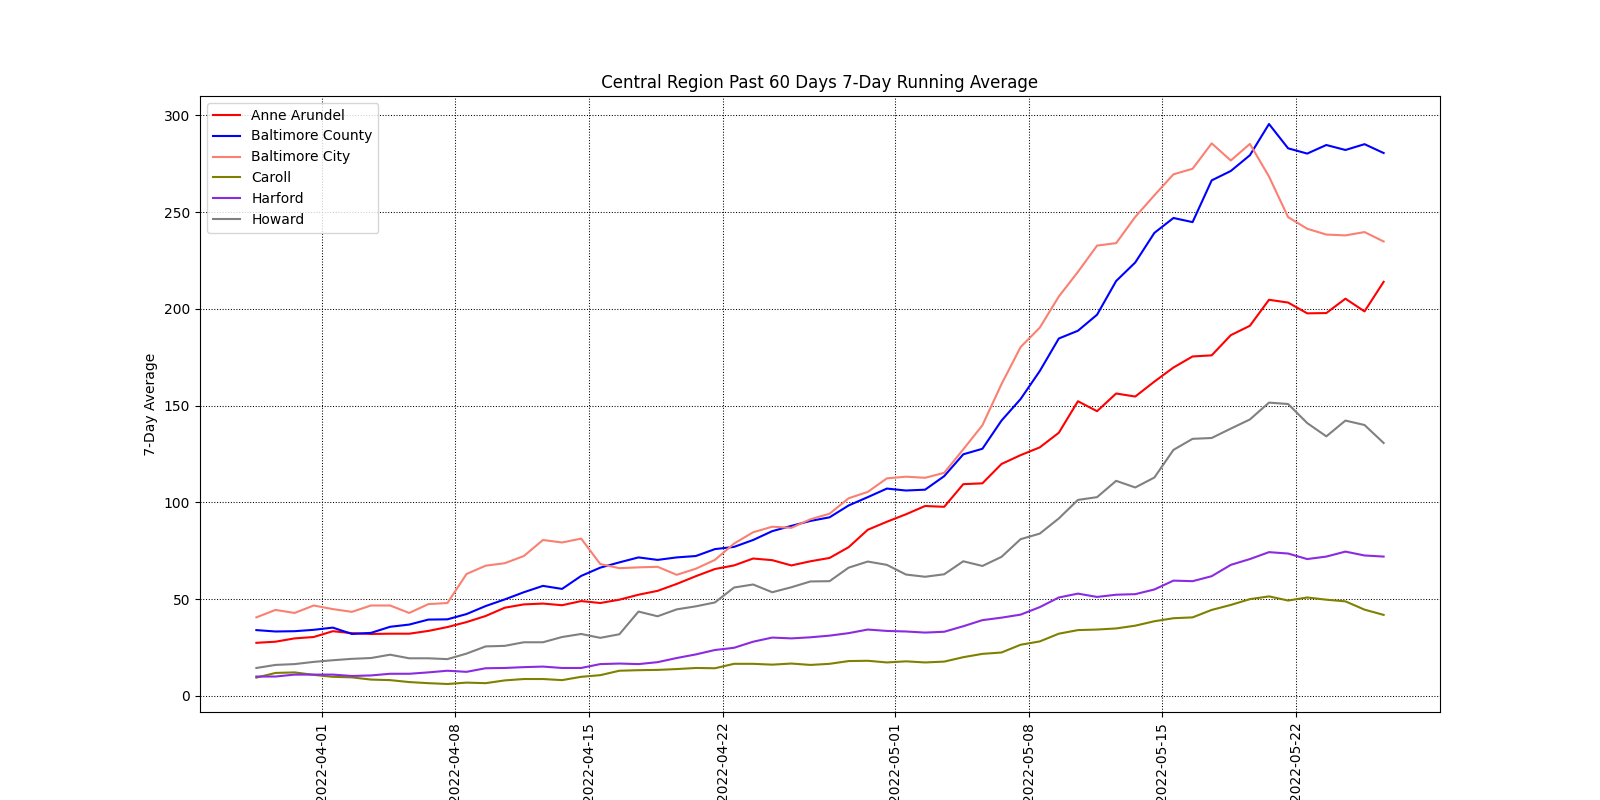 Central Region Past 60 Days 7-Day Running Average
Anne Arundel
Baltimore County
Baltimore City
Caroll
Harford
Howard
7-Day Average
300
250
200
150
100
50
0
2022-04-01
2022-04-08
2022-04-15
2022-04-22
2022-05-01
2022-05-08
2022-05-15
2022-05-22